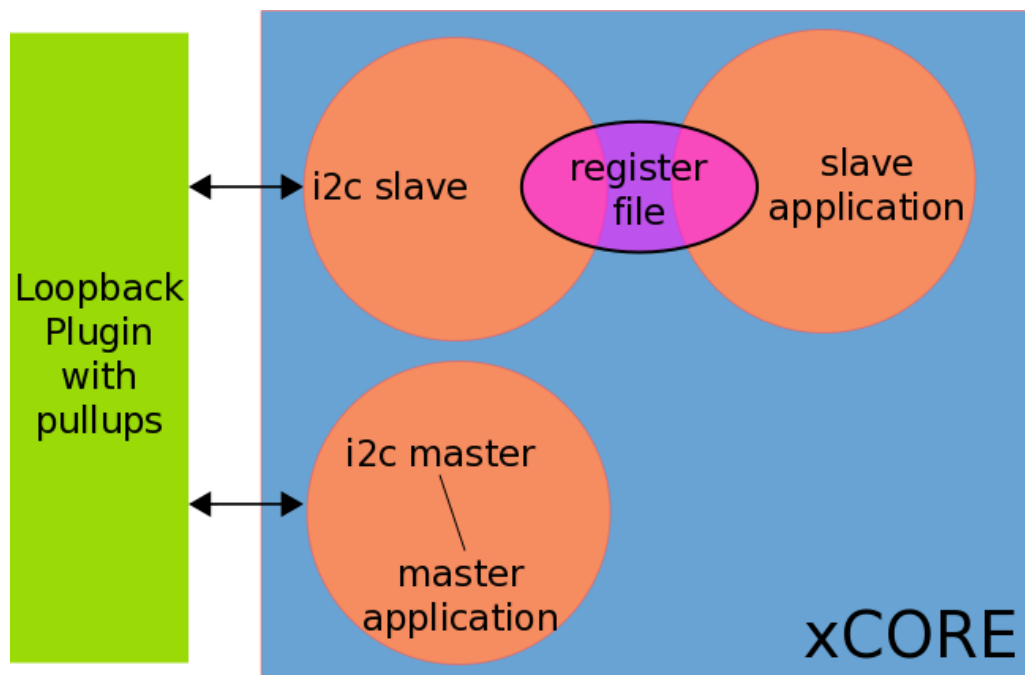 Loopback
Plugin
with
pullups
i2c slave
register
file
slave
application
i2c master
master
application
xCORE